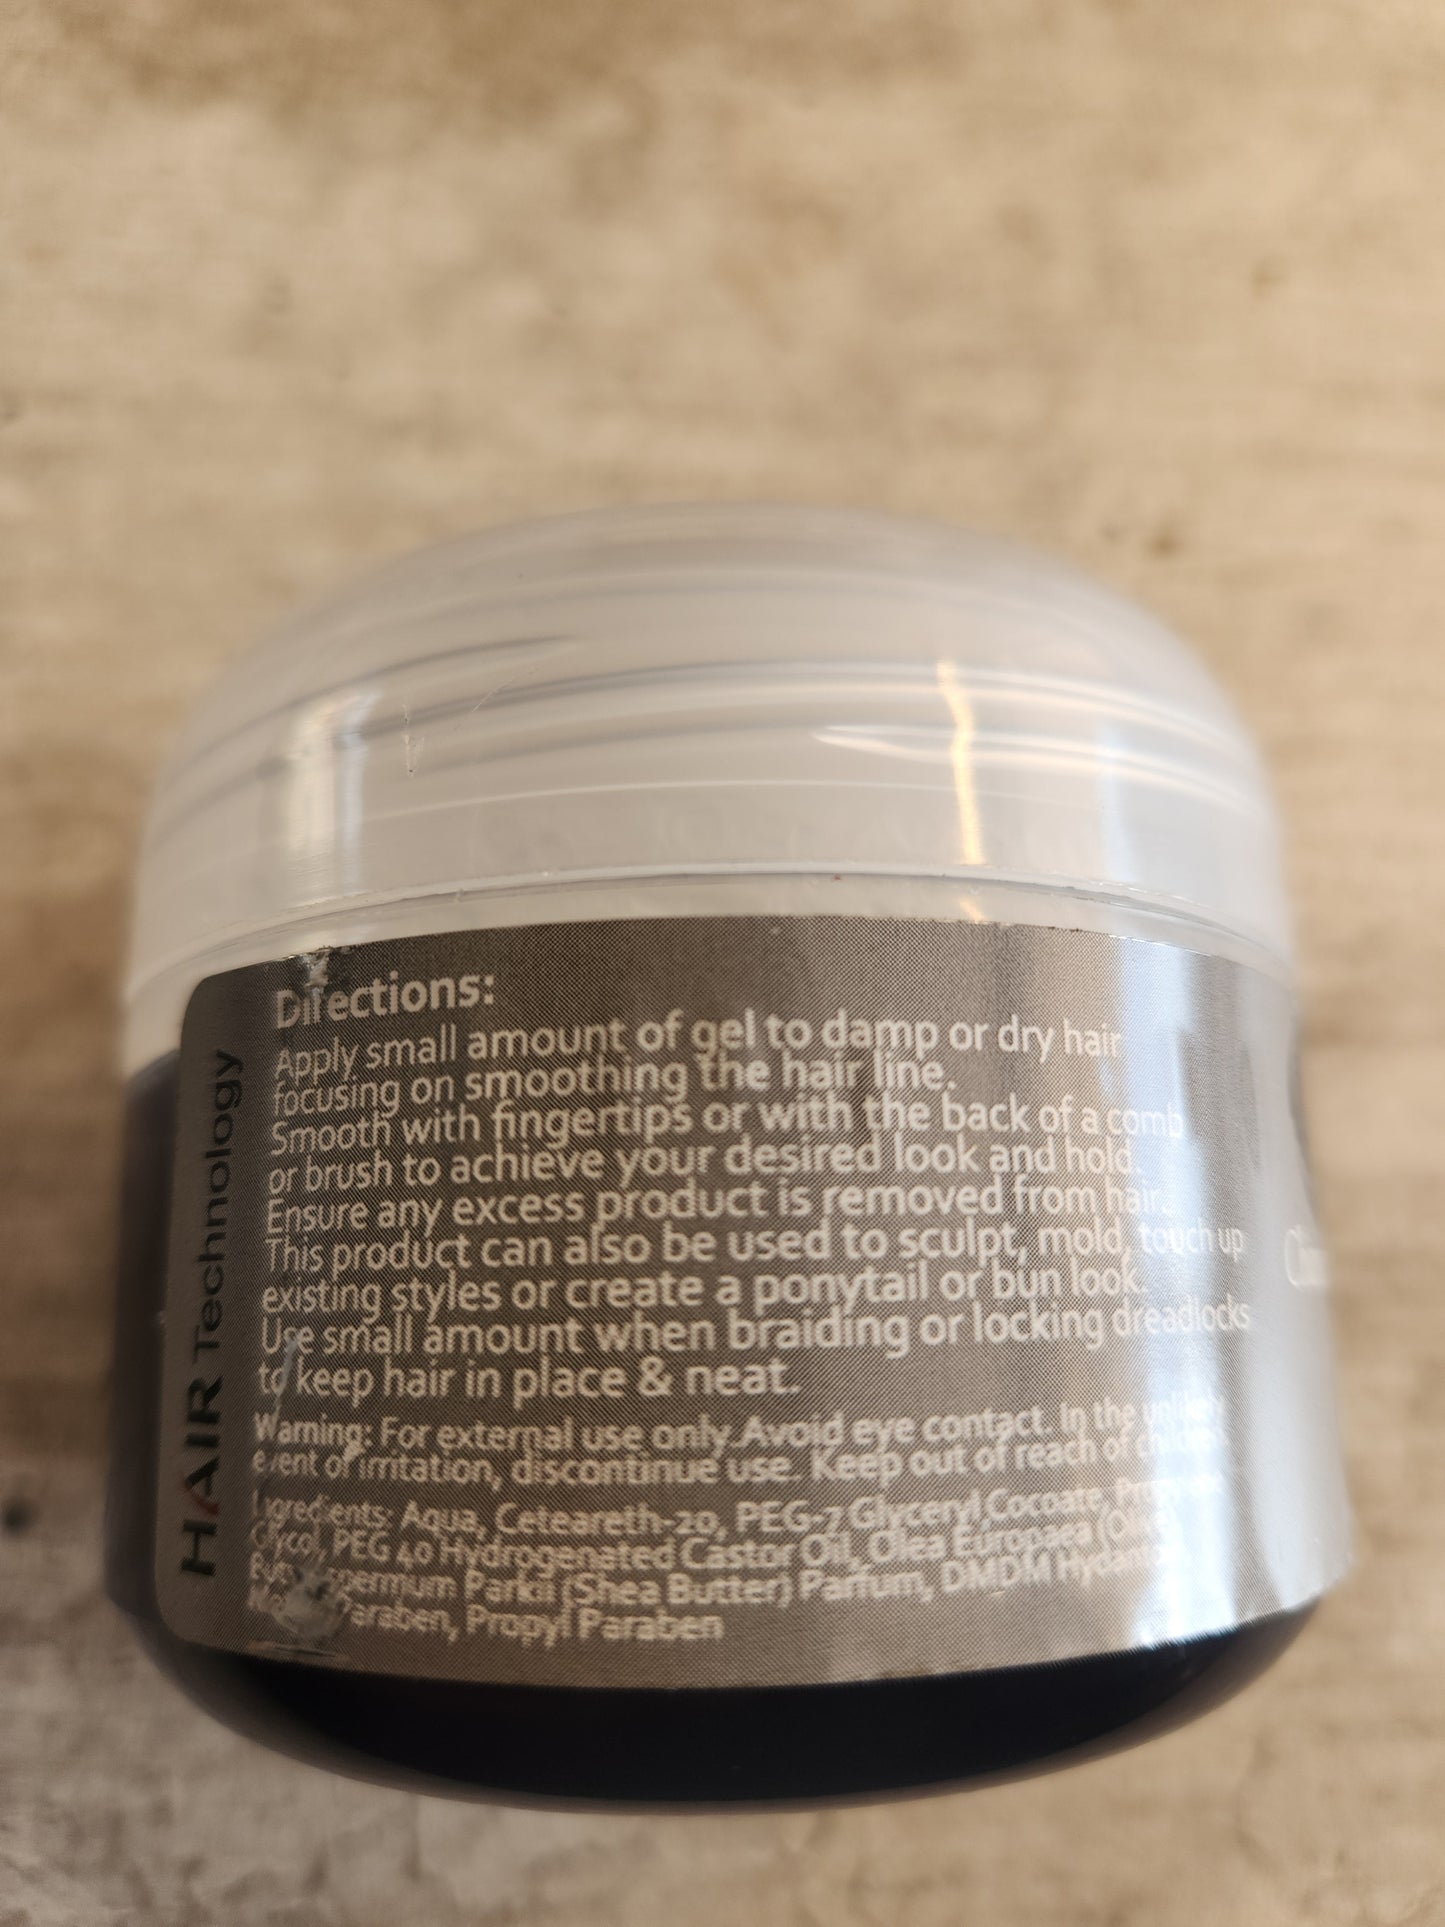 HAIR Technology
Directions:
Apply small amount of gel to damp or dry hair
focusing on smoothing the hair line.
Smooth with fingertips or with the back of a comb
or brush to achieve your desired look and hold.
Ensure any excess product is removed from hair.
This product can also be used to sculpt, mold, touch up
existing styles or create a ponytail or bun look.
Use small amount when braiding or locking dreadlocks
to keep hair in place & neat.
Warning: For external use only. Avoid eye contact. In the unlikely
event of irritation, discontinue use. Keep out of reach of children.
Ingredients: Aqua, Ceteareth-20, PEG-7 Glyceryl Cocoate,
Glycol, PEG 40 Hydrogenated Castor Oil, Olea Europaea
Parkii (Shea Butter) Parfum, DMDM
Paraben, Propyl Paraben